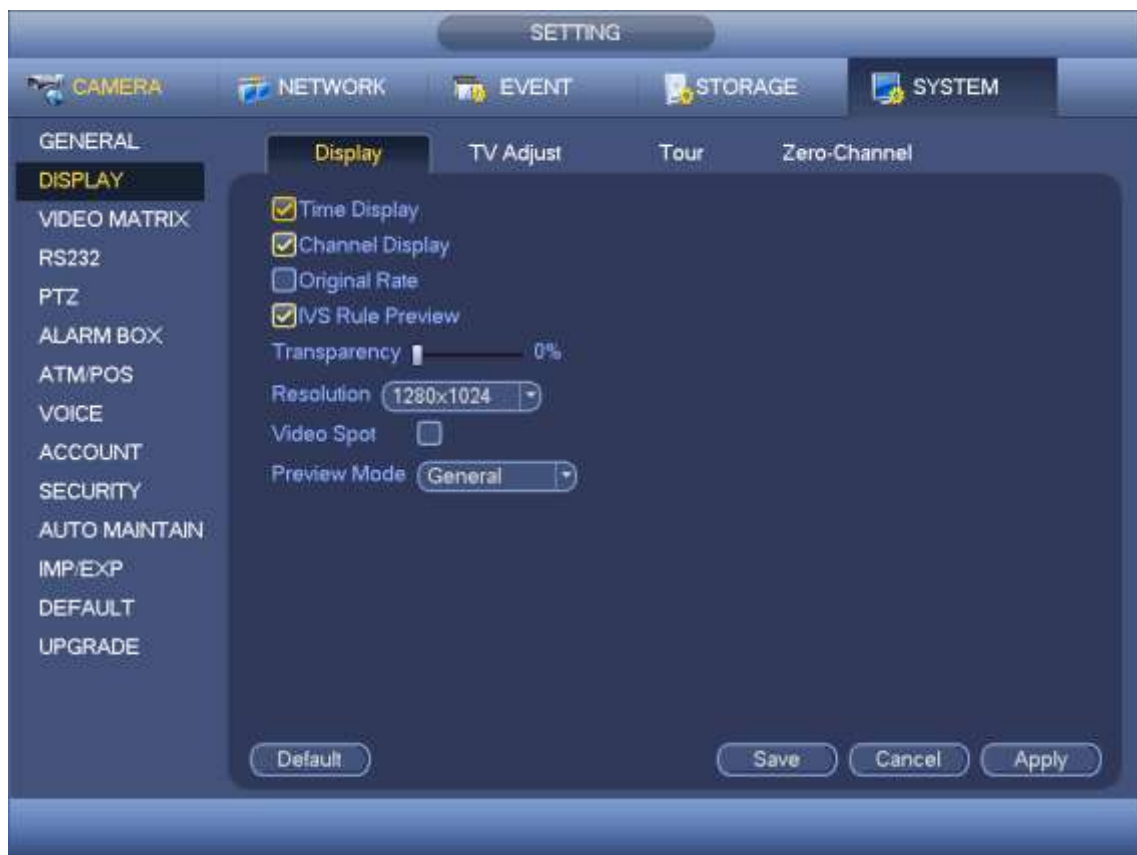 SETTING
CAMERA NETWORK EVENT STORAGE SYSTEM
GENERAL
DISPLAY
VIDEO MATRIX
RS232
PTZ
ALARM BOX
ATM/POS
VOICE
ACCOUNT
SECURITY
AUTO MAINTAIN
IMP/EXP
DEFAULT
UPGRADE
Display TV Adjust Tour Zero-Channel
Time Display
Channel Display
Original Rate
IVS Rule Preview
Transparency 0%
Resolution 1280x1024
Video Spot
Preview Mode General
Default Save Cancel Apply